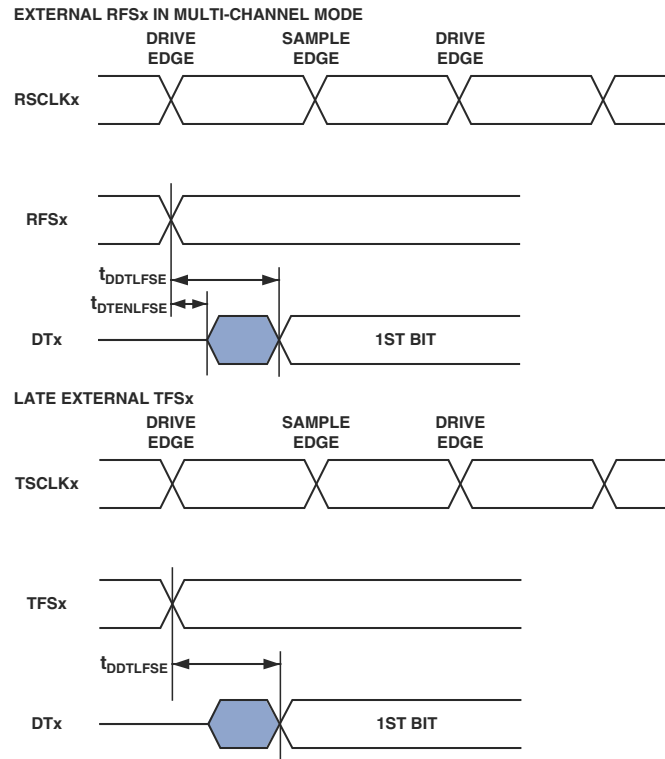 EXTERNAL RFSx IN MULTI-CHANNEL MODE
DRIVE EDGE
SAMPLE EDGE
DRIVE EDGE
RSCLKx
RFSx
tDDTLFSE
tDTENLFSE
DTx
1ST BIT
LATE EXTERNAL TFSx
DRIVE EDGE
SAMPLE EDGE
DRIVE EDGE
TSCLKx
TFSx
tDDTLFSE
DTx
1ST BIT